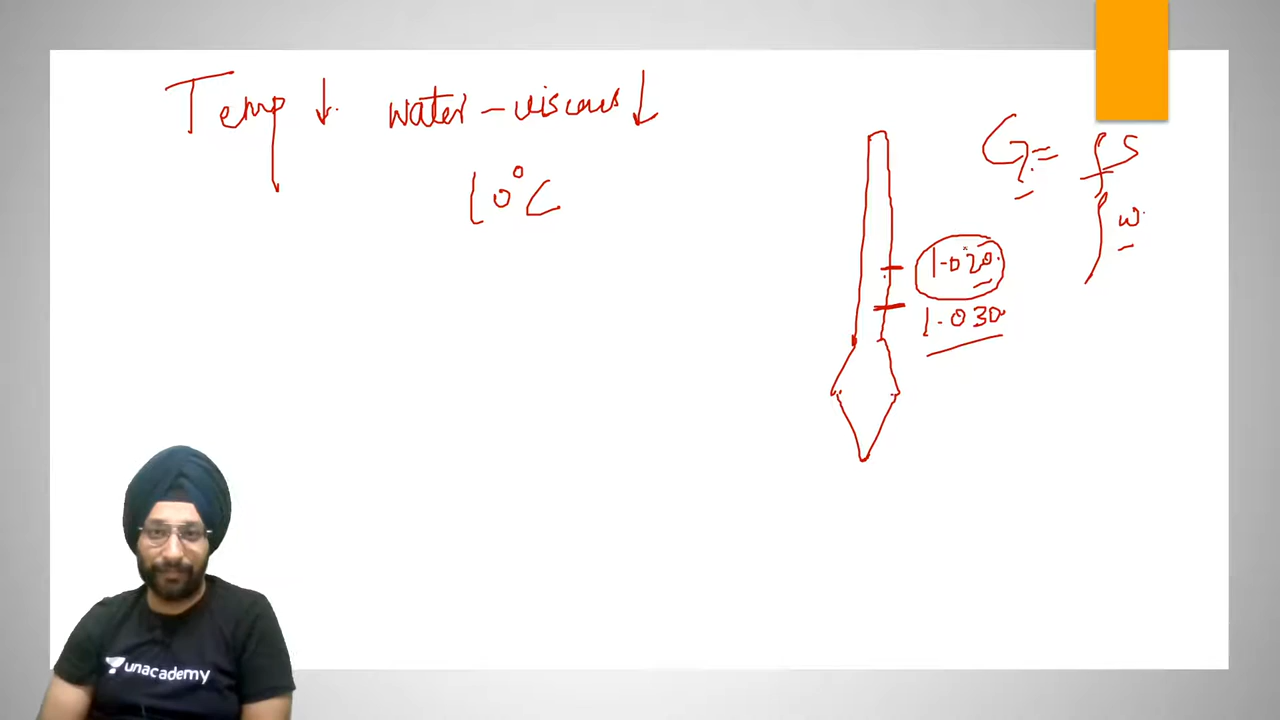 Temp ↓. water - viscous ↓
10°C
G = ρs
ρw
1.020
1.030
unacademy